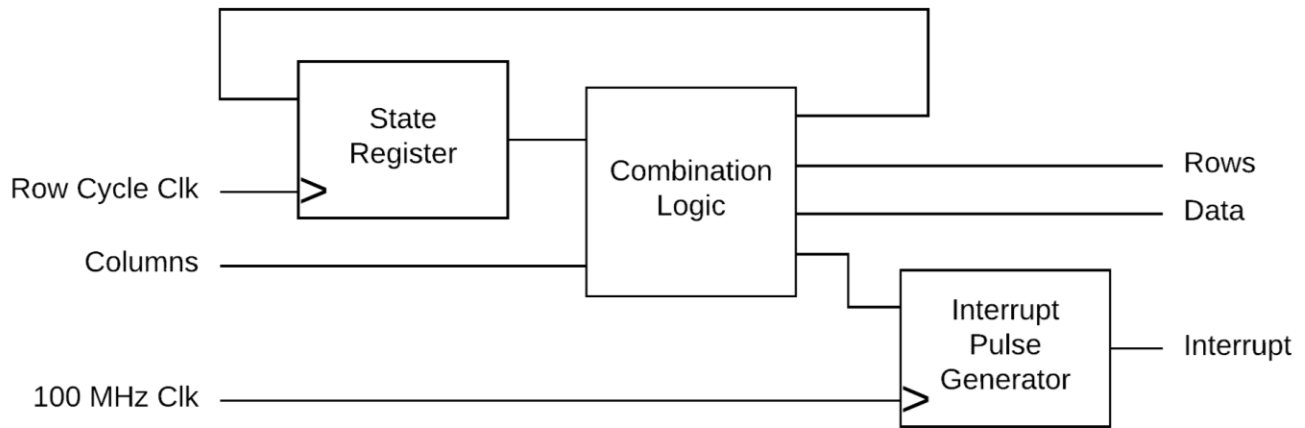 State
Register
Row Cycle Clk
Columns
100 MHz Clk
Combination
Logic
Rows
Data
Interrupt
Pulse
Generator
Interrupt